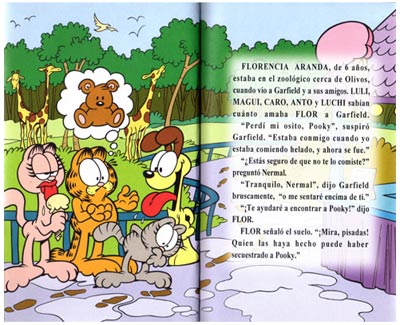 FLORENCIA ARANDA, de 6 años,
estaba en el zoológico cerca de Olivos,
cuando vio a Garfield y a sus amigos. LULI,
MAGUI, CARO, ANTO y LUCHI sabían
cuánto amaba FLOR a Garfield.
“Perdí mi osito, Pooky”, suspiró
Garfield. “Estaba conmigo cuando yo
estaba comiendo helado, y ahora se fue.”
“¿Estás seguro de que no te lo comiste?”
preguntó Nermal.
“Tranquilo, Nermal”, dijo Garfield
bruscamente, “o me sentaré encima de ti.”
“¡Te ayudaré a encontrar a Pooky!” dijo
FLOR.
FLOR señaló el suelo. “¡Mira, pisadas!
Quien las haya hecho puede haber
secuestrado a Pooky.”